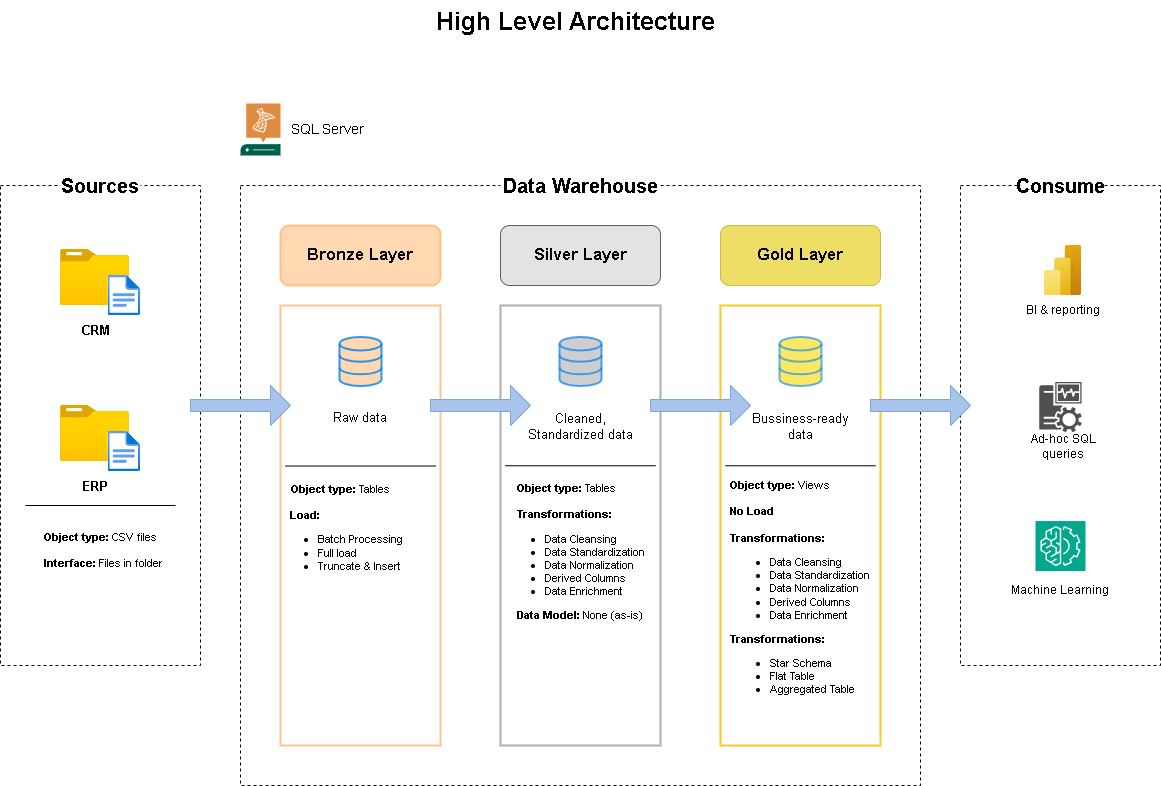 High Level Architecture
SQL Server
Sources
Data Warehouse
Consume
CRM
ERP
Object type: CSV files
Interface: Files in folder
Bronze Layer
Raw data
Object type: Tables
Load:
Batch Processing
Full load
Truncate & Insert
Silver Layer
Cleaned,
Standardized data
Object type: Tables
Transformations:
Data Cleansing
Data Standardization
Data Normalization
Derived Columns
Data Enrichment
Data Model: None (as-is)
Gold Layer
Bussiness-ready
data
Object type: Views
No Load
Transformations:
Data Cleansing
Data Standardization
Data Normalization
Derived Columns
Data Enrichment
Transformations:
Star Schema
Flat Table
Aggregated Table
BI & reporting
Ad-hoc SQL
queries
Machine Learning